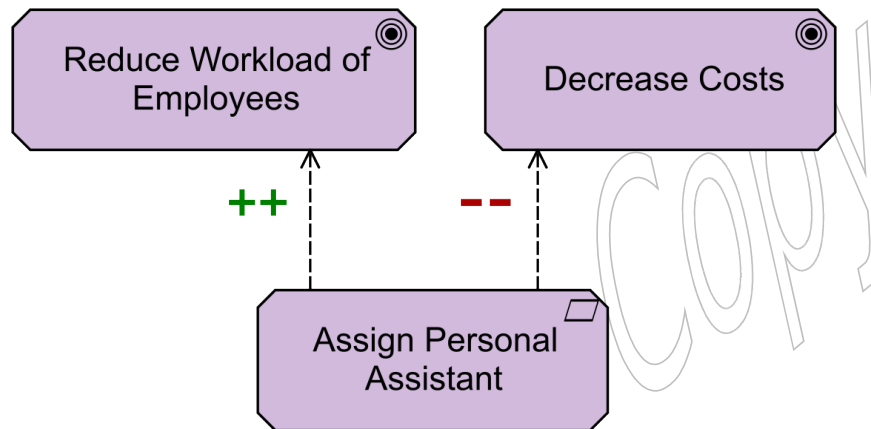 Reduce Workload of
Employees
Decrease Costs
++
--
Assign Personal
Assistant
Copy